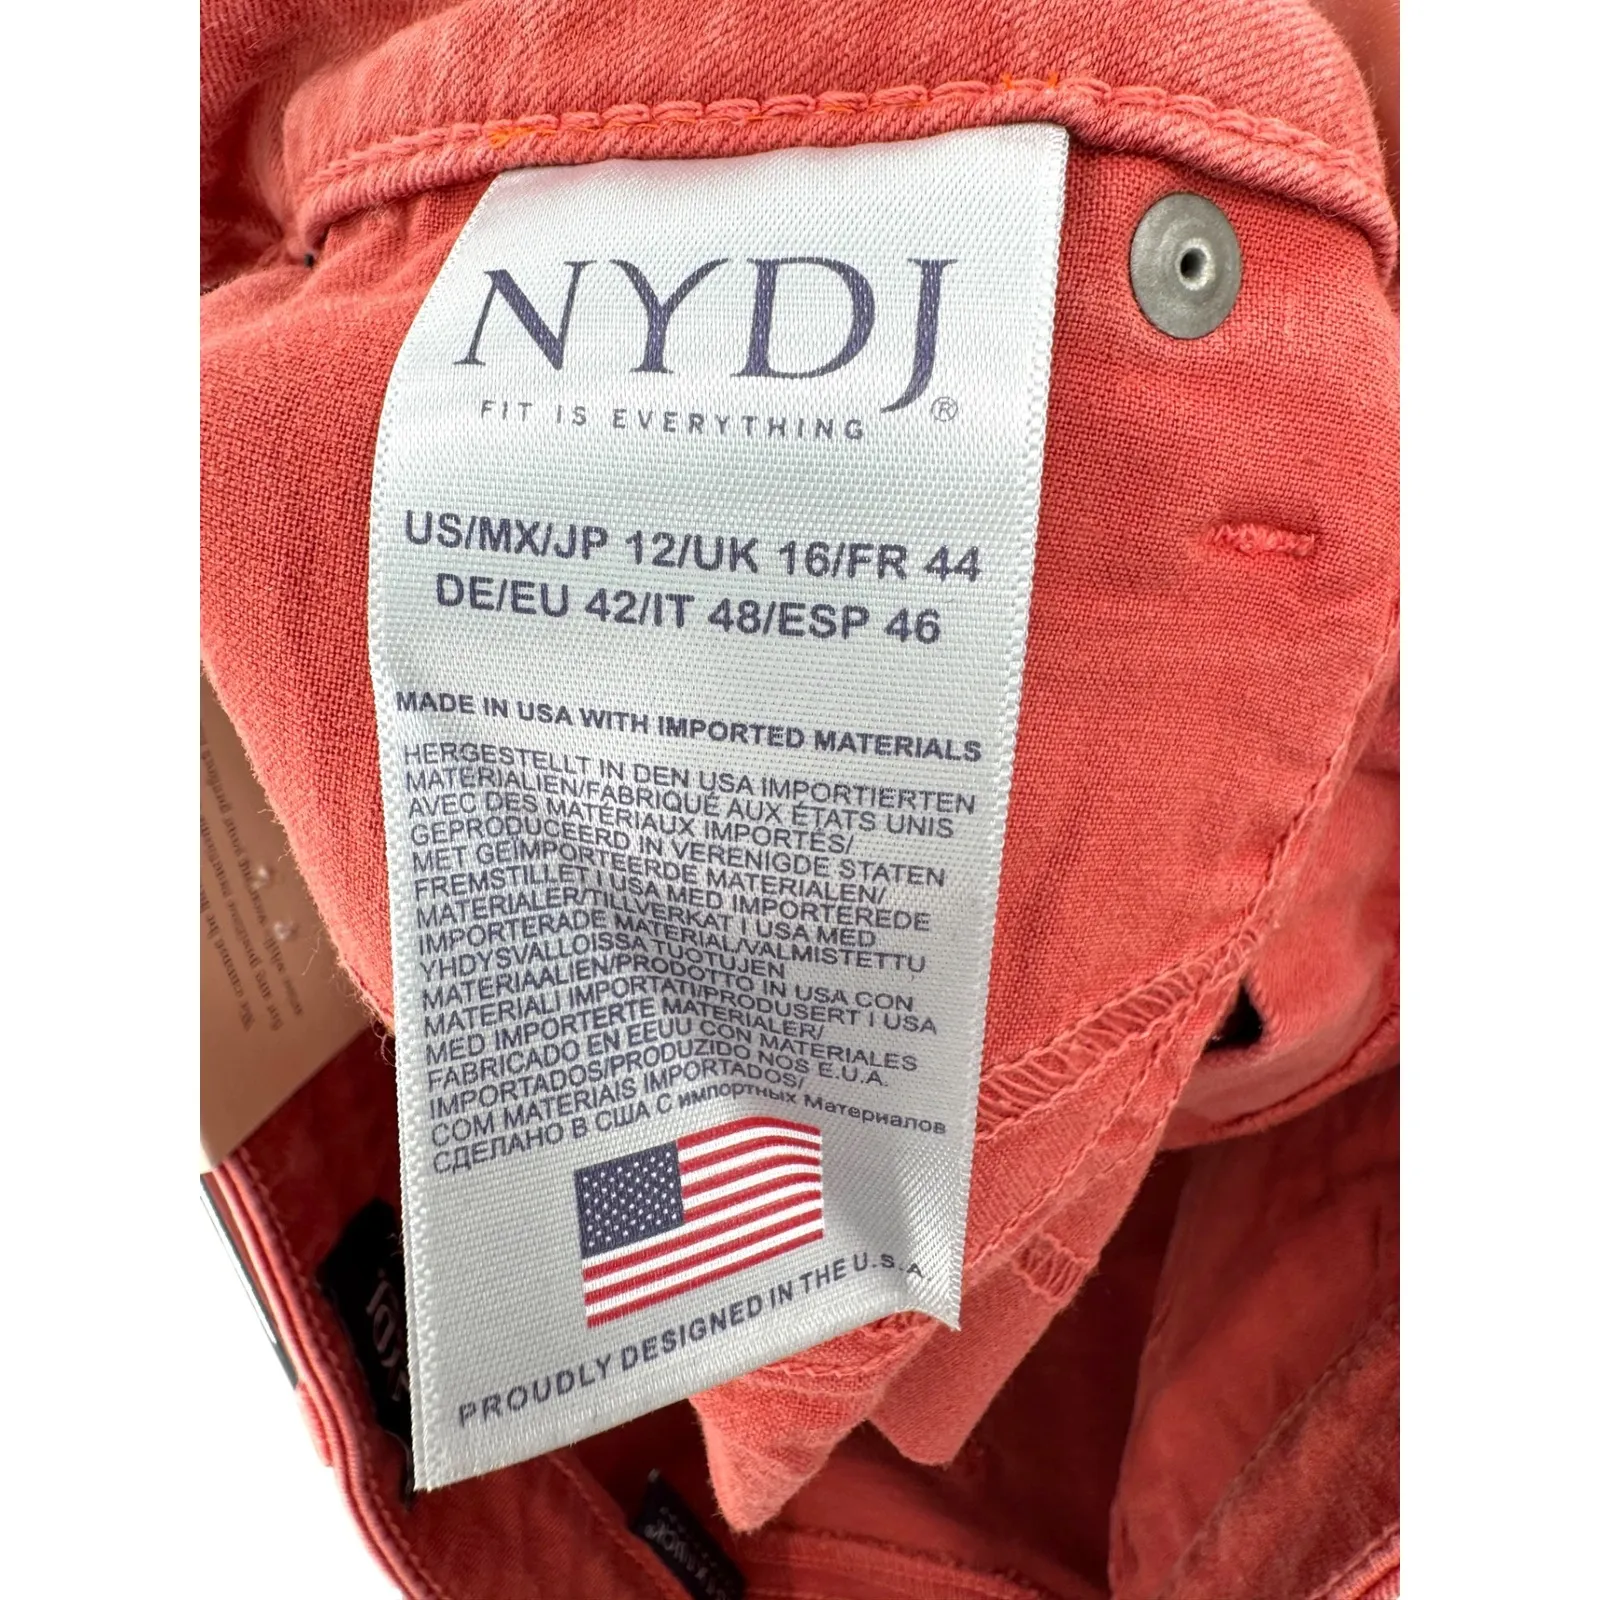 NYDJ®
FIT IS EVERYTHING
US/MX/JP 12/UK 16/FR 44
DE/EU 42/IT 48/ESP 46
MADE IN USA WITH IMPORTED MATERIALS
HERGESTELLT IN DEN USA IMPORTIERTEN
MATERIALIEN/FABRIQUÉ AUX ÉTATS UNIS
AVEC DES MATÉRIAUX IMPORTÉS/
GEPRODUCEERD IN VERENIGDE STATEN
MET GEÏMPORTEERDE MATERIALEN/
FREMSTILLET I USA MED IMPORTEREDE
MATERIALER/TILLVERKAT I USA MED
IMPORTERADE MATERIAL/VALMISTETTU
YHDYSVALLOISSA TUOTUJEN
MATERIAALIEN/PRODOTTO IN USA CON
MATERIALI IMPORTATI/PRODUSERT I USA
MED IMPORTERTE MATERIALER/
FABRICADO EN EEUU CON MATERIALES
IMPORTADOS/PRODUZIDO NOS E.U.A.
COM MATERIAIS IMPORTADOS/
СДЕЛАНО В США С импортных Материалов
PROUDLY DESIGNED IN THE U.S.A